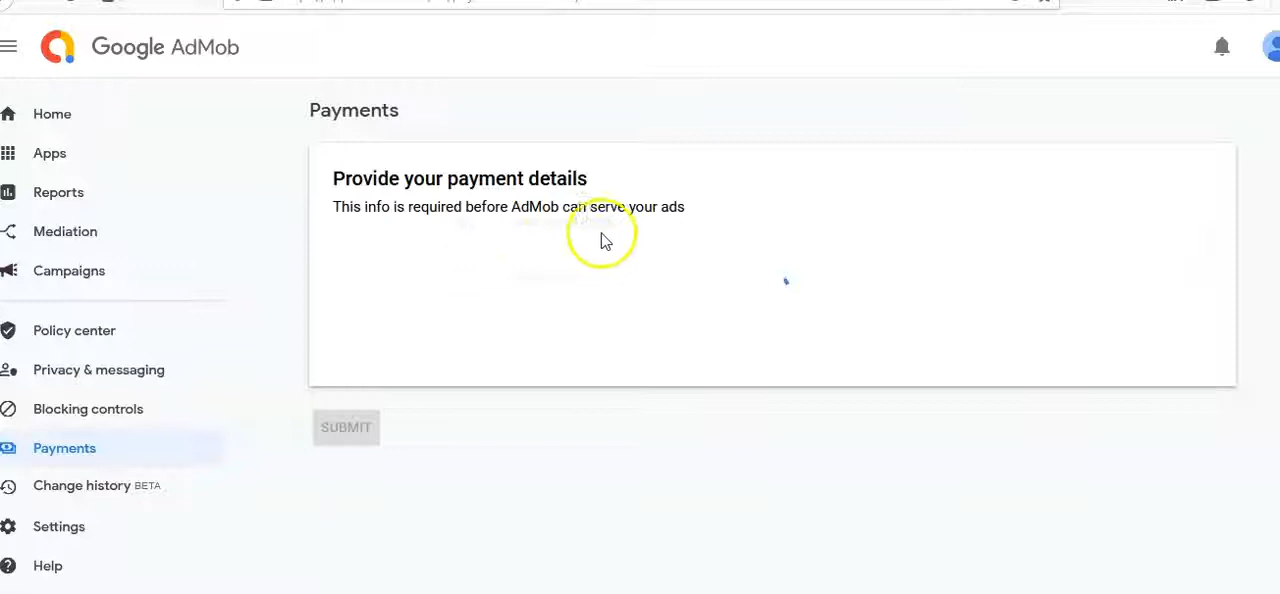 Google AdMob
Home
Apps
Reports
Mediation
Campaigns
Policy center
Privacy & messaging
Blocking controls
Payments
Change history BETA
Settings
Help
Payments
Provide your payment details
This info is required before AdMob can serve your ads
SUBMIT